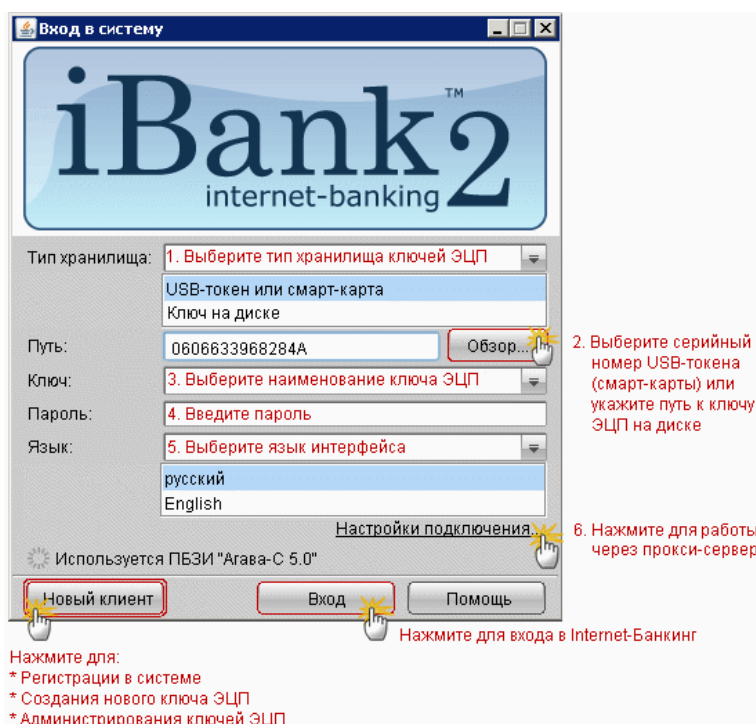 Вход в систему
iBank 2 ™
internet-banking
Тип хранилища: 1. Выберите тип хранилища ключей ЭЦП
USB-токен или смарт-карта
Ключ на диске
Путь: 0606633968284A Обзор...
2. Выберите серийный
номер USB-токена
(смарт-карты) или
укажите путь к ключу
ЭЦП на диске
Ключ: 3. Выберите наименование ключа ЭЦП
Пароль: 4. Введите пароль
Язык: 5. Выберите язык интерфейса
русский
English
Настройки подключения...
6. Нажмите для работы
через прокси-сервер
Используется ПБЗИ "Агава-С 5.0"
Новый клиент Вход Помощь
Нажмите для входа в Internet-Банкинг
Нажмите для:
* Регистрации в системе
* Создания нового ключа ЭЦП
* Администрирования ключей ЭЦП